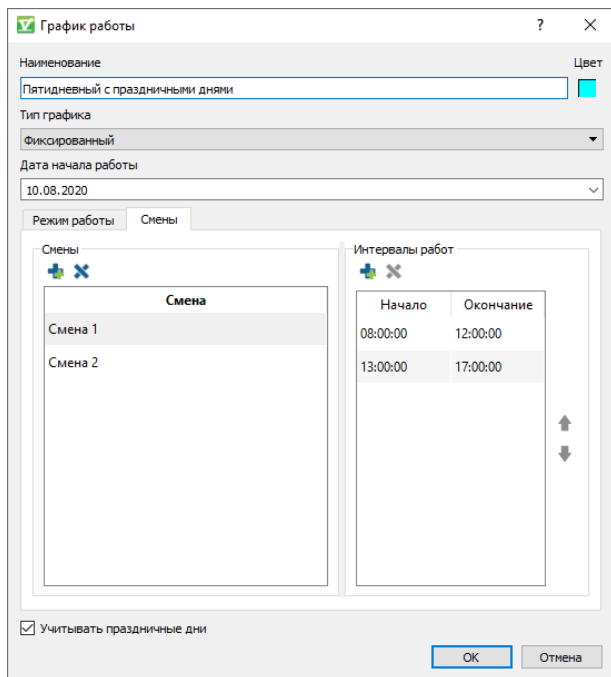 График работы
?
Наименование
Цвет
Пятидневный с праздничными днями
Тип графика
Фиксированный
Дата начала работы
10.08.2020
Режим работы
Смены
Смены
Интервалы работ
Смена
Начало
Окончание
Смена 1
08:00:00
12:00:00
Смена 2
13:00:00
17:00:00
Учитывать праздничные дни
OK
Отмена